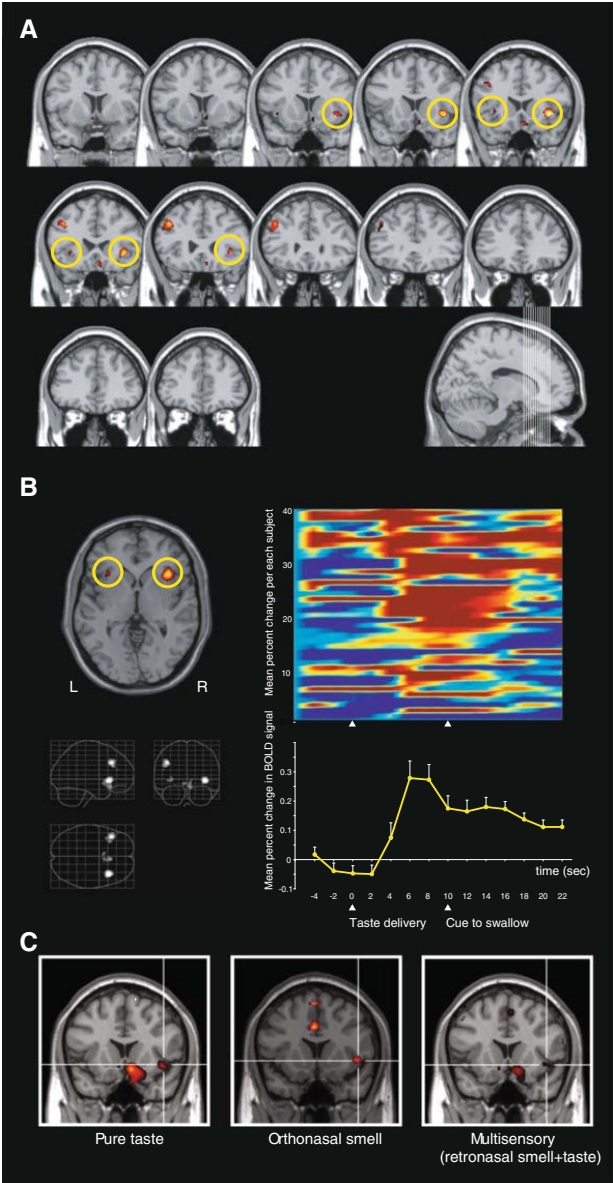 A
B
L
R
Mean percent change per each subject
40
30
20
10
Mean percent change in BOLD signal
0.3
0.2
0.1
0
-0.1
time (sec)
-4 -2 0 2 4 6 8 10 12 14 16 18 20 22
Taste delivery
Cue to swallow
C
Pure taste
Orthonasal smell
Multisensory
(retronasal smell+taste)